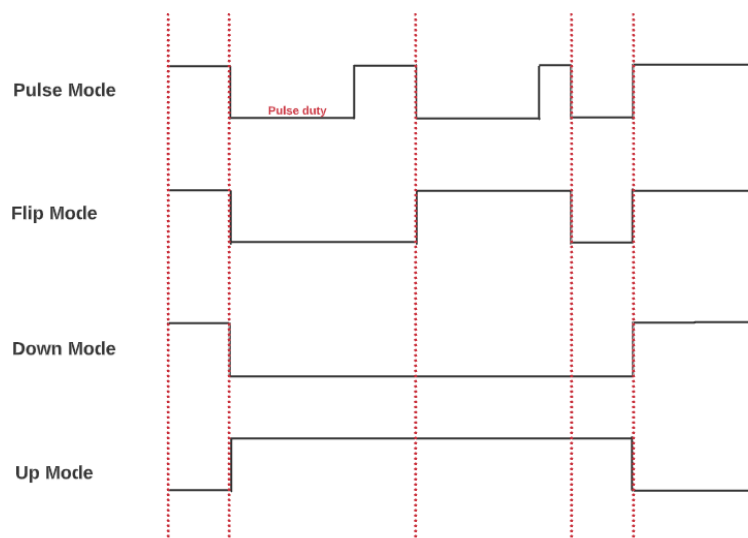 Pulse Mode
Pulse duty
Flip Mode
Down Mode
Up Mode